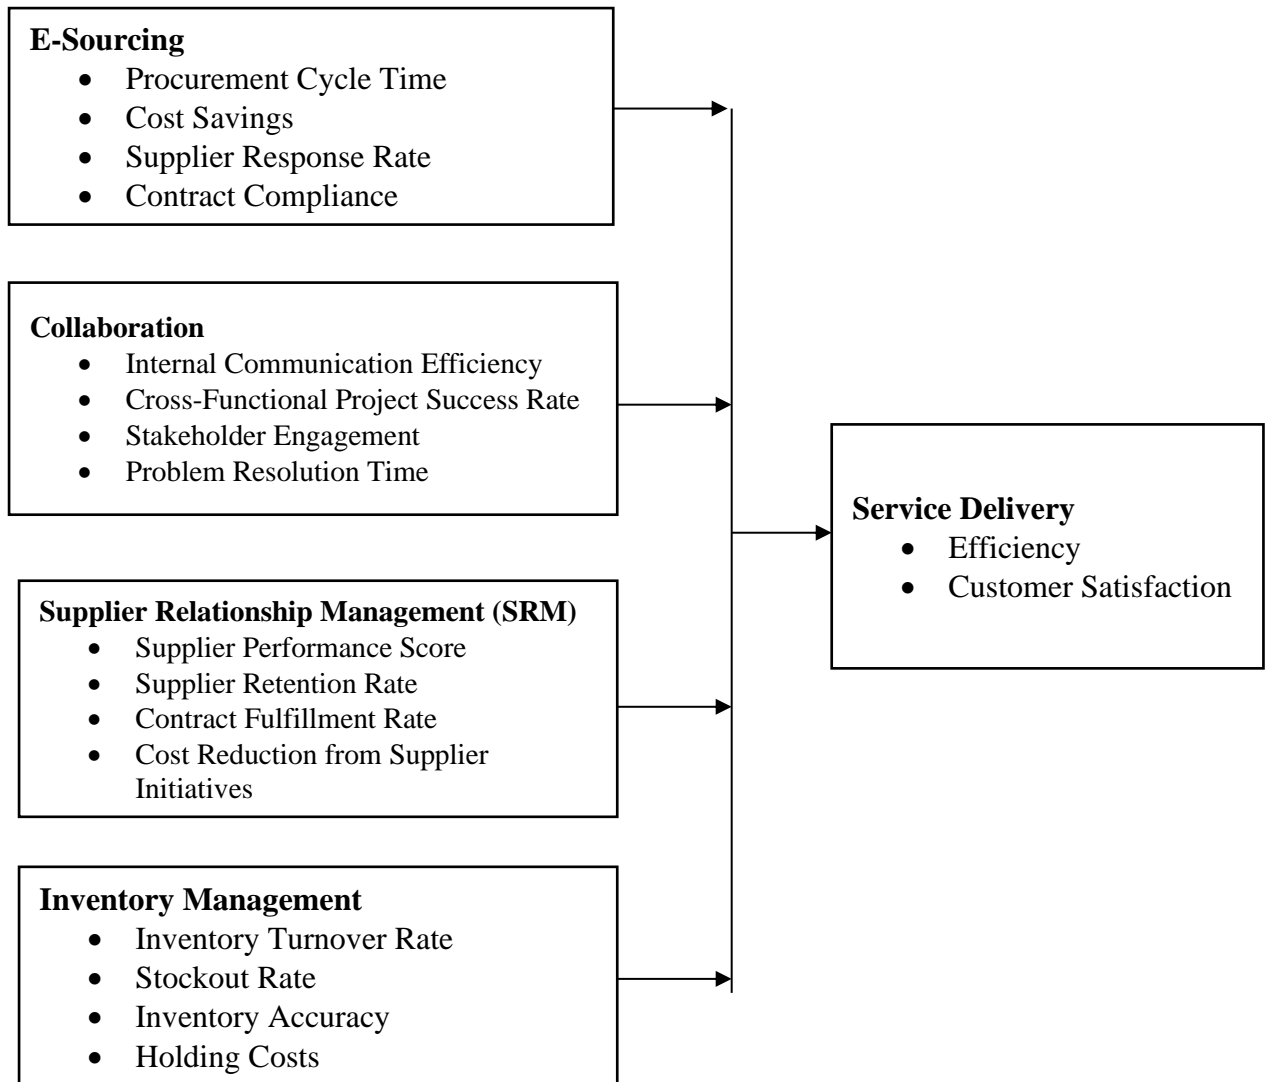 E-Sourcing
• Procurement Cycle Time
• Cost Savings
• Supplier Response Rate
• Contract Compliance
Collaboration
• Internal Communication Efficiency
• Cross-Functional Project Success Rate
• Stakeholder Engagement
• Problem Resolution Time
Supplier Relationship Management (SRM)
• Supplier Performance Score
• Supplier Retention Rate
• Contract Fulfillment Rate
• Cost Reduction from Supplier
Initiatives
Inventory Management
• Inventory Turnover Rate
• Stockout Rate
• Inventory Accuracy
• Holding Costs
Service Delivery
• Efficiency
• Customer Satisfaction